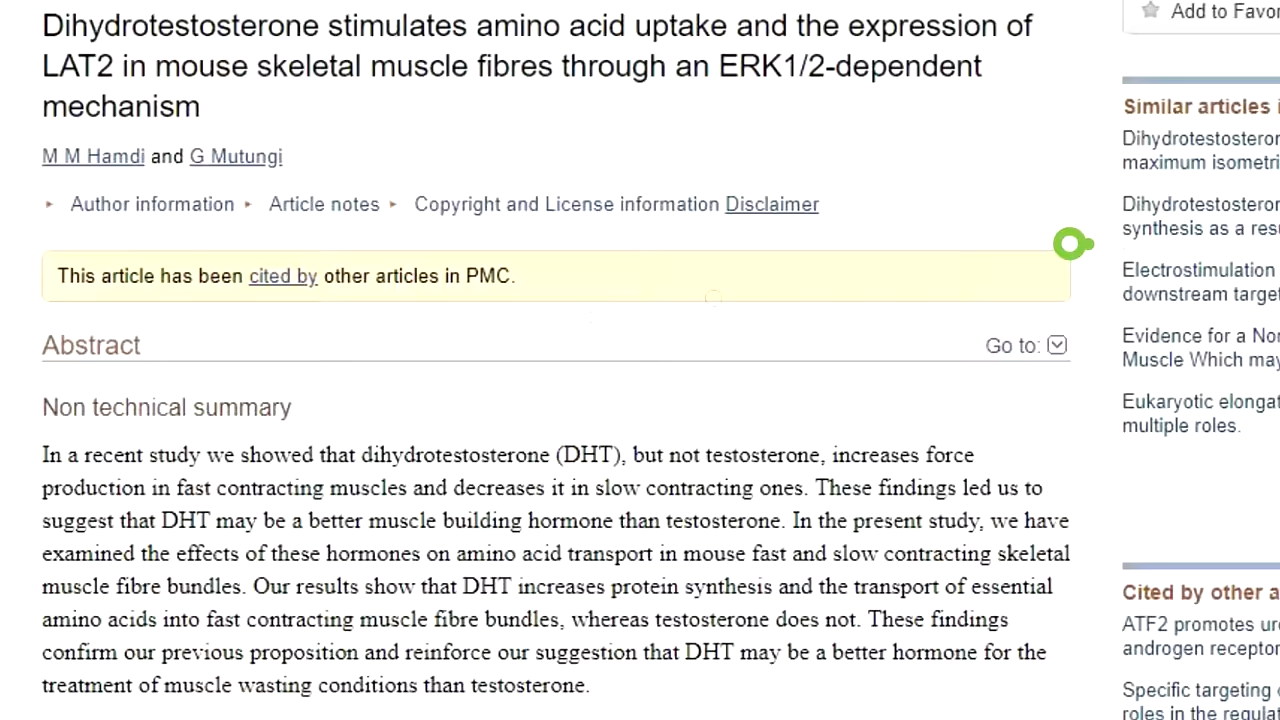 Dihydrotestosterone stimulates amino acid uptake and the expression of
LAT2 in mouse skeletal muscle fibres through an ERK1/2-dependent
mechanism
M M Hamdi and G Mutungi
Author information Article notes Copyright and License information Disclaimer
This article has been cited by other articles in PMC.
Abstract
Go to:
Non technical summary
In a recent study we showed that dihydrotestosterone (DHT), but not testosterone, increases force
production in fast contracting muscles and decreases it in slow contracting ones. These findings led us to
suggest that DHT may be a better muscle building hormone than testosterone. In the present study, we have
examined the effects of these hormones on amino acid transport in mouse fast and slow contracting skeletal
muscle fibre bundles. Our results show that DHT increases protein synthesis and the transport of essential
amino acids into fast contracting muscle fibre bundles, whereas testosterone does not. These findings
confirm our previous proposition and reinforce our suggestion that DHT may be a better hormone for the
treatment of muscle wasting conditions than testosterone.
Add to Favor
Similar articles i
Dihydrotestosteron
maximum isometri
Dihydrotestosteron
synthesis as a resu
Electrostimulation
downstream target
Evidence for a Non
Muscle Which may
Eukaryotic elongat
multiple roles.
Cited by other a
ATF2 promotes uro
androgen receptor
Specific targeting
roles in the regulat